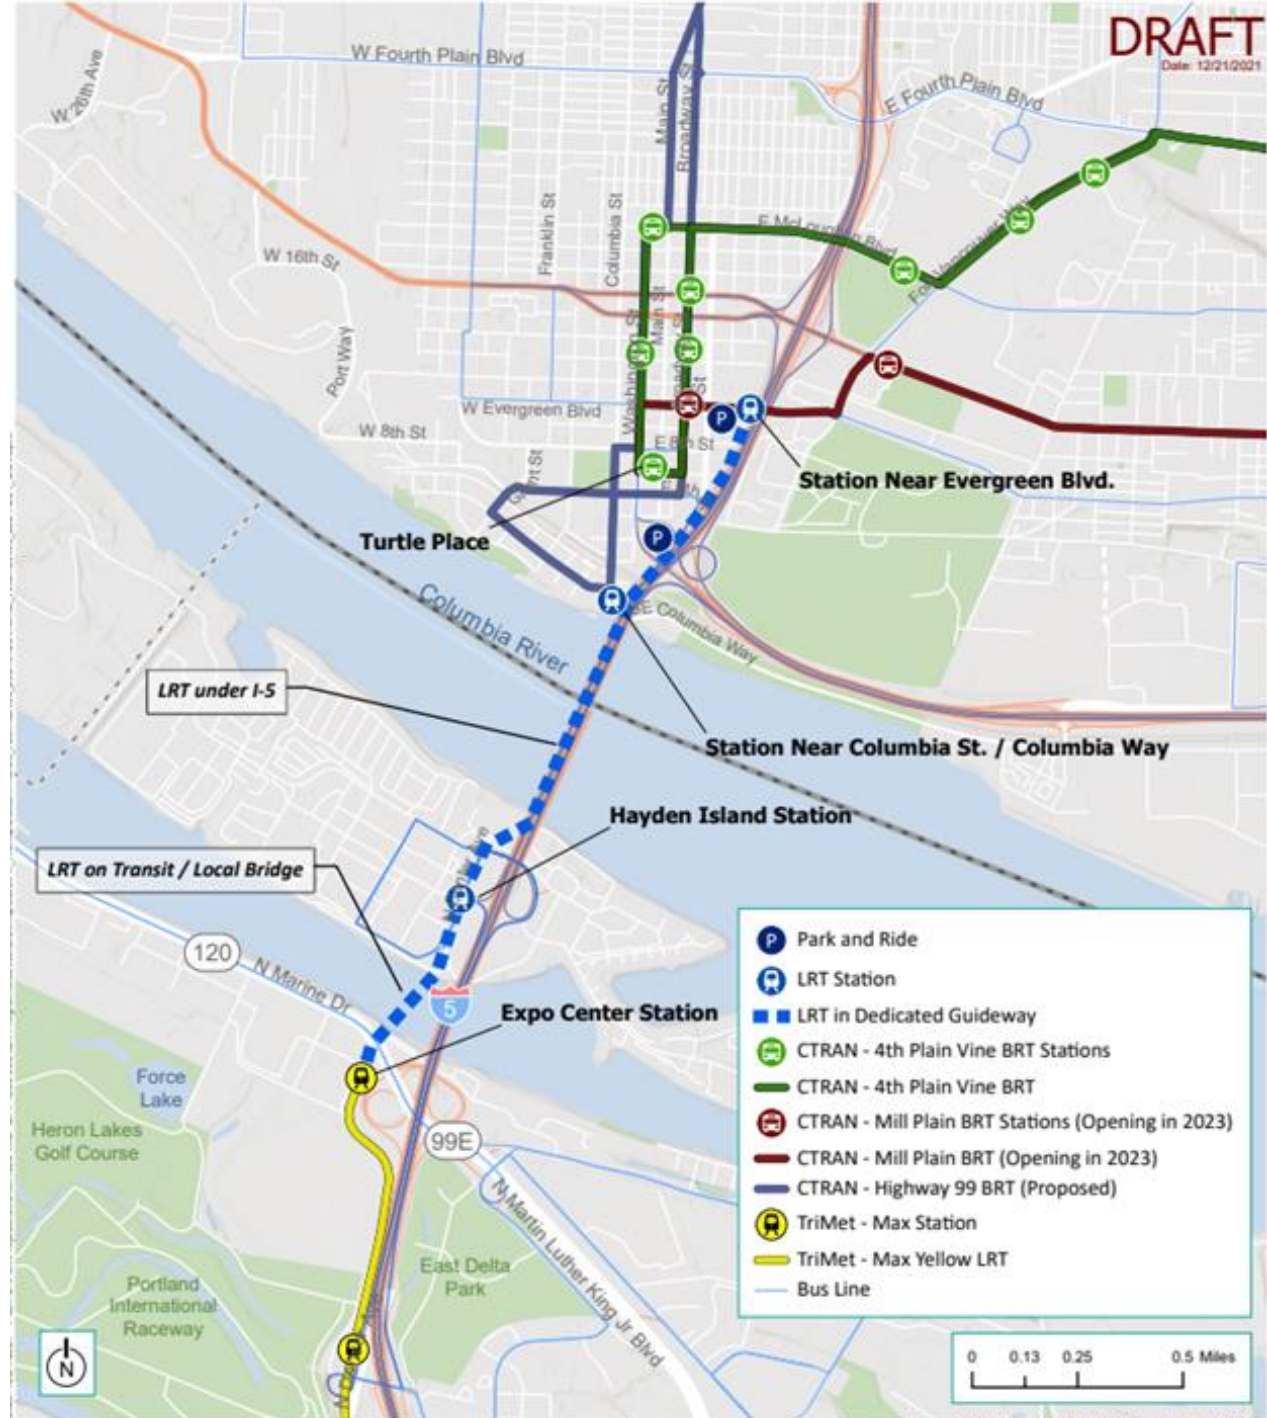 DRAFT
Date: 12/21/2021
W Fourth Plain Blvd
W 26th Ave
Main St
Broadway St
E Fourth Plain Blvd
E McLoughlin Blvd
Fort Vancouver Way
Franklin St
Columbia St
W 16th St
Main St
Port Way
W Evergreen Blvd
W 8th St
E 8th St
P
Station Near Evergreen Blvd.
Turtle Place
P
Columbia River
SE Columbia Way
LRT under I-5
Station Near Columbia St. / Columbia Way
Hayden Island Station
LRT on Transit / Local Bridge
120
N Marine Dr
5
Expo Center Station
Force
Lake
Heron Lakes
Golf Course
99E
N Martin Luther King Jr Blvd
East Delta
Park
Portland
International
Raceway
N
P Park and Ride
LRT Station
LRT in Dedicated Guideway
CTRAN - 4th Plain Vine BRT Stations
CTRAN - 4th Plain Vine BRT
CTRAN - Mill Plain BRT Stations (Opening in 2023)
CTRAN - Mill Plain BRT (Opening in 2023)
CTRAN - Highway 99 BRT (Proposed)
TriMet - Max Station
TriMet - Max Yellow LRT
Bus Line
0 0.13 0.25 0.5 Miles